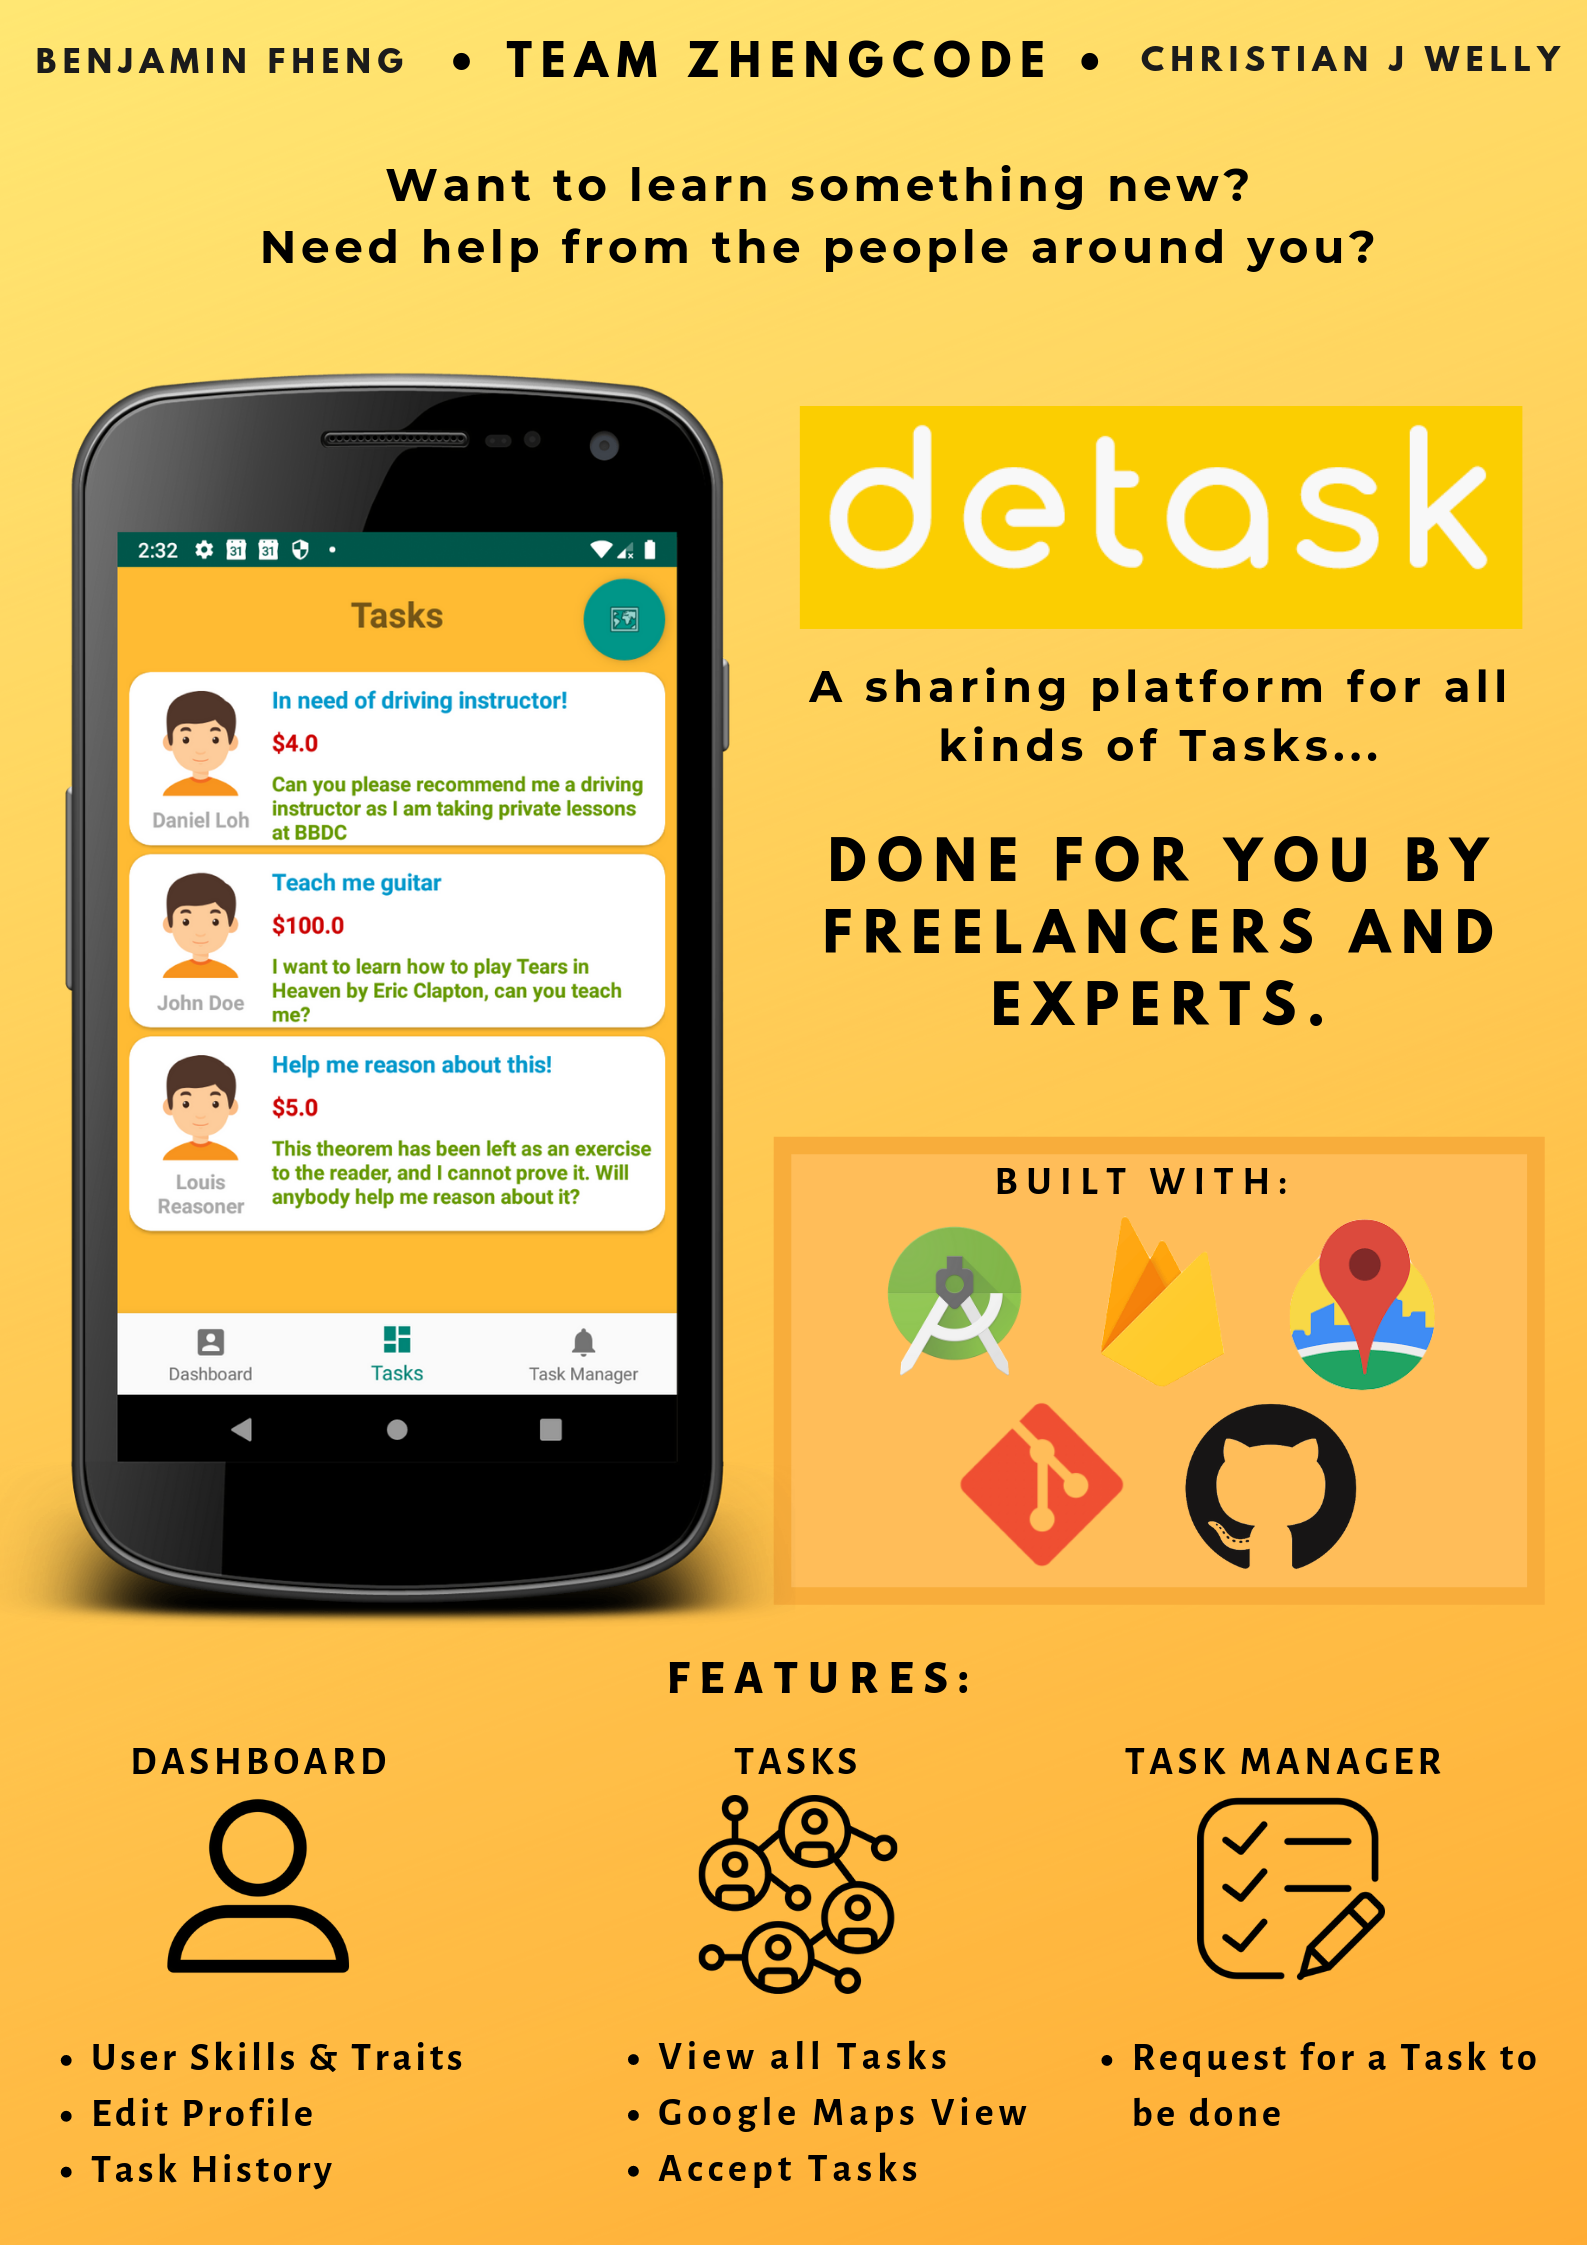 BENJAMIN FHENG • TEAM ZHENGCODE • CHRISTIAN J WELLY
Want to learn something new?
Need help from the people around you?
2:32
31
31
Tasks
In need of driving instructor!
$4.0
Can you please recommend me a driving
instructor as I am taking private lessons
at BBDC
Daniel Loh
Teach me guitar
$100.0
I want to learn how to play Tears in
Heaven by Eric Clapton, can you teach
me?
John Doe
Help me reason about this!
$5.0
This theorem has been left as an exercise
to the reader, and I cannot prove it. Will
anybody help me reason about it?
Louis
Reasoner
Dashboard
Tasks
Task Manager
detask
A sharing platform for all
kinds of Tasks...
DONE FOR YOU BY
FREELANCERS AND
EXPERTS.
BUILT WITH:
FEATURES:
DASHBOARD
• User Skills & Traits
• Edit Profile
• Task History
TASKS
• View all Tasks
• Google Maps View
• Accept Tasks
TASK MANAGER
• Request for a Task to
be done